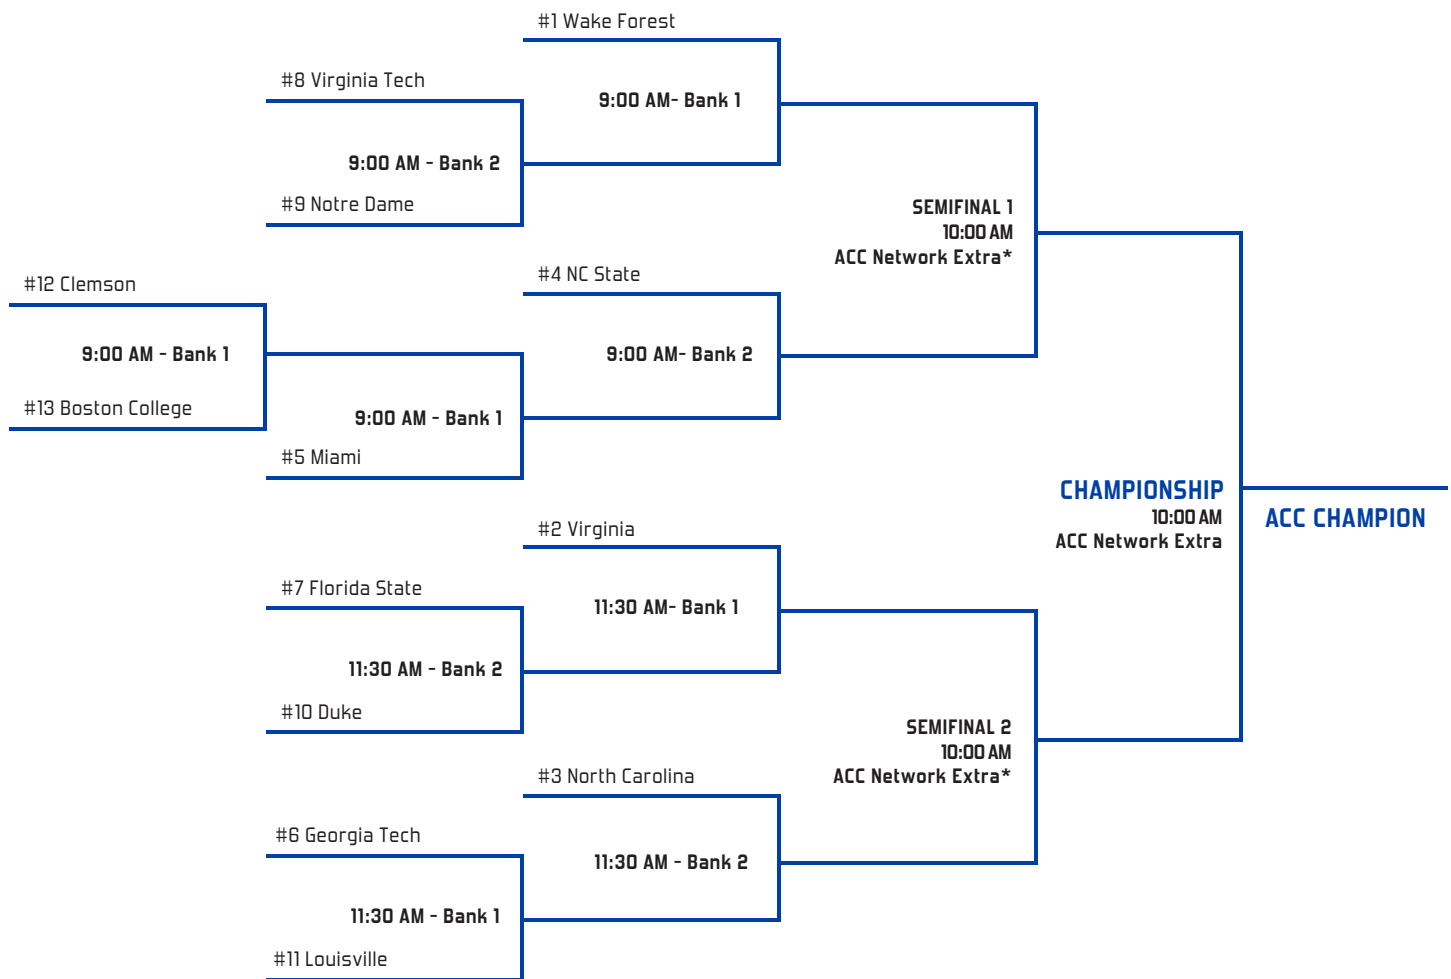 #1 Wake Forest
#8 Virginia Tech
9:00 AM- Bank 1
9:00 AM - Bank 2
#9 Notre Dame
SEMIFINAL 1
10:00 AM
ACC Network Extra*
#12 Clemson
#4 NC State
9:00 AM - Bank 1
9:00 AM- Bank 2
#13 Boston College
9:00 AM - Bank 1
#5 Miami
CHAMPIONSHIP
10:00 AM
ACC Network Extra
ACC CHAMPION
#2 Virginia
#7 Florida State
11:30 AM- Bank 1
11:30 AM - Bank 2
#10 Duke
SEMIFINAL 2
10:00 AM
ACC Network Extra*
#3 North Carolina
#6 Georgia Tech
11:30 AM - Bank 2
11:30 AM - Bank 1
#11 Louisville